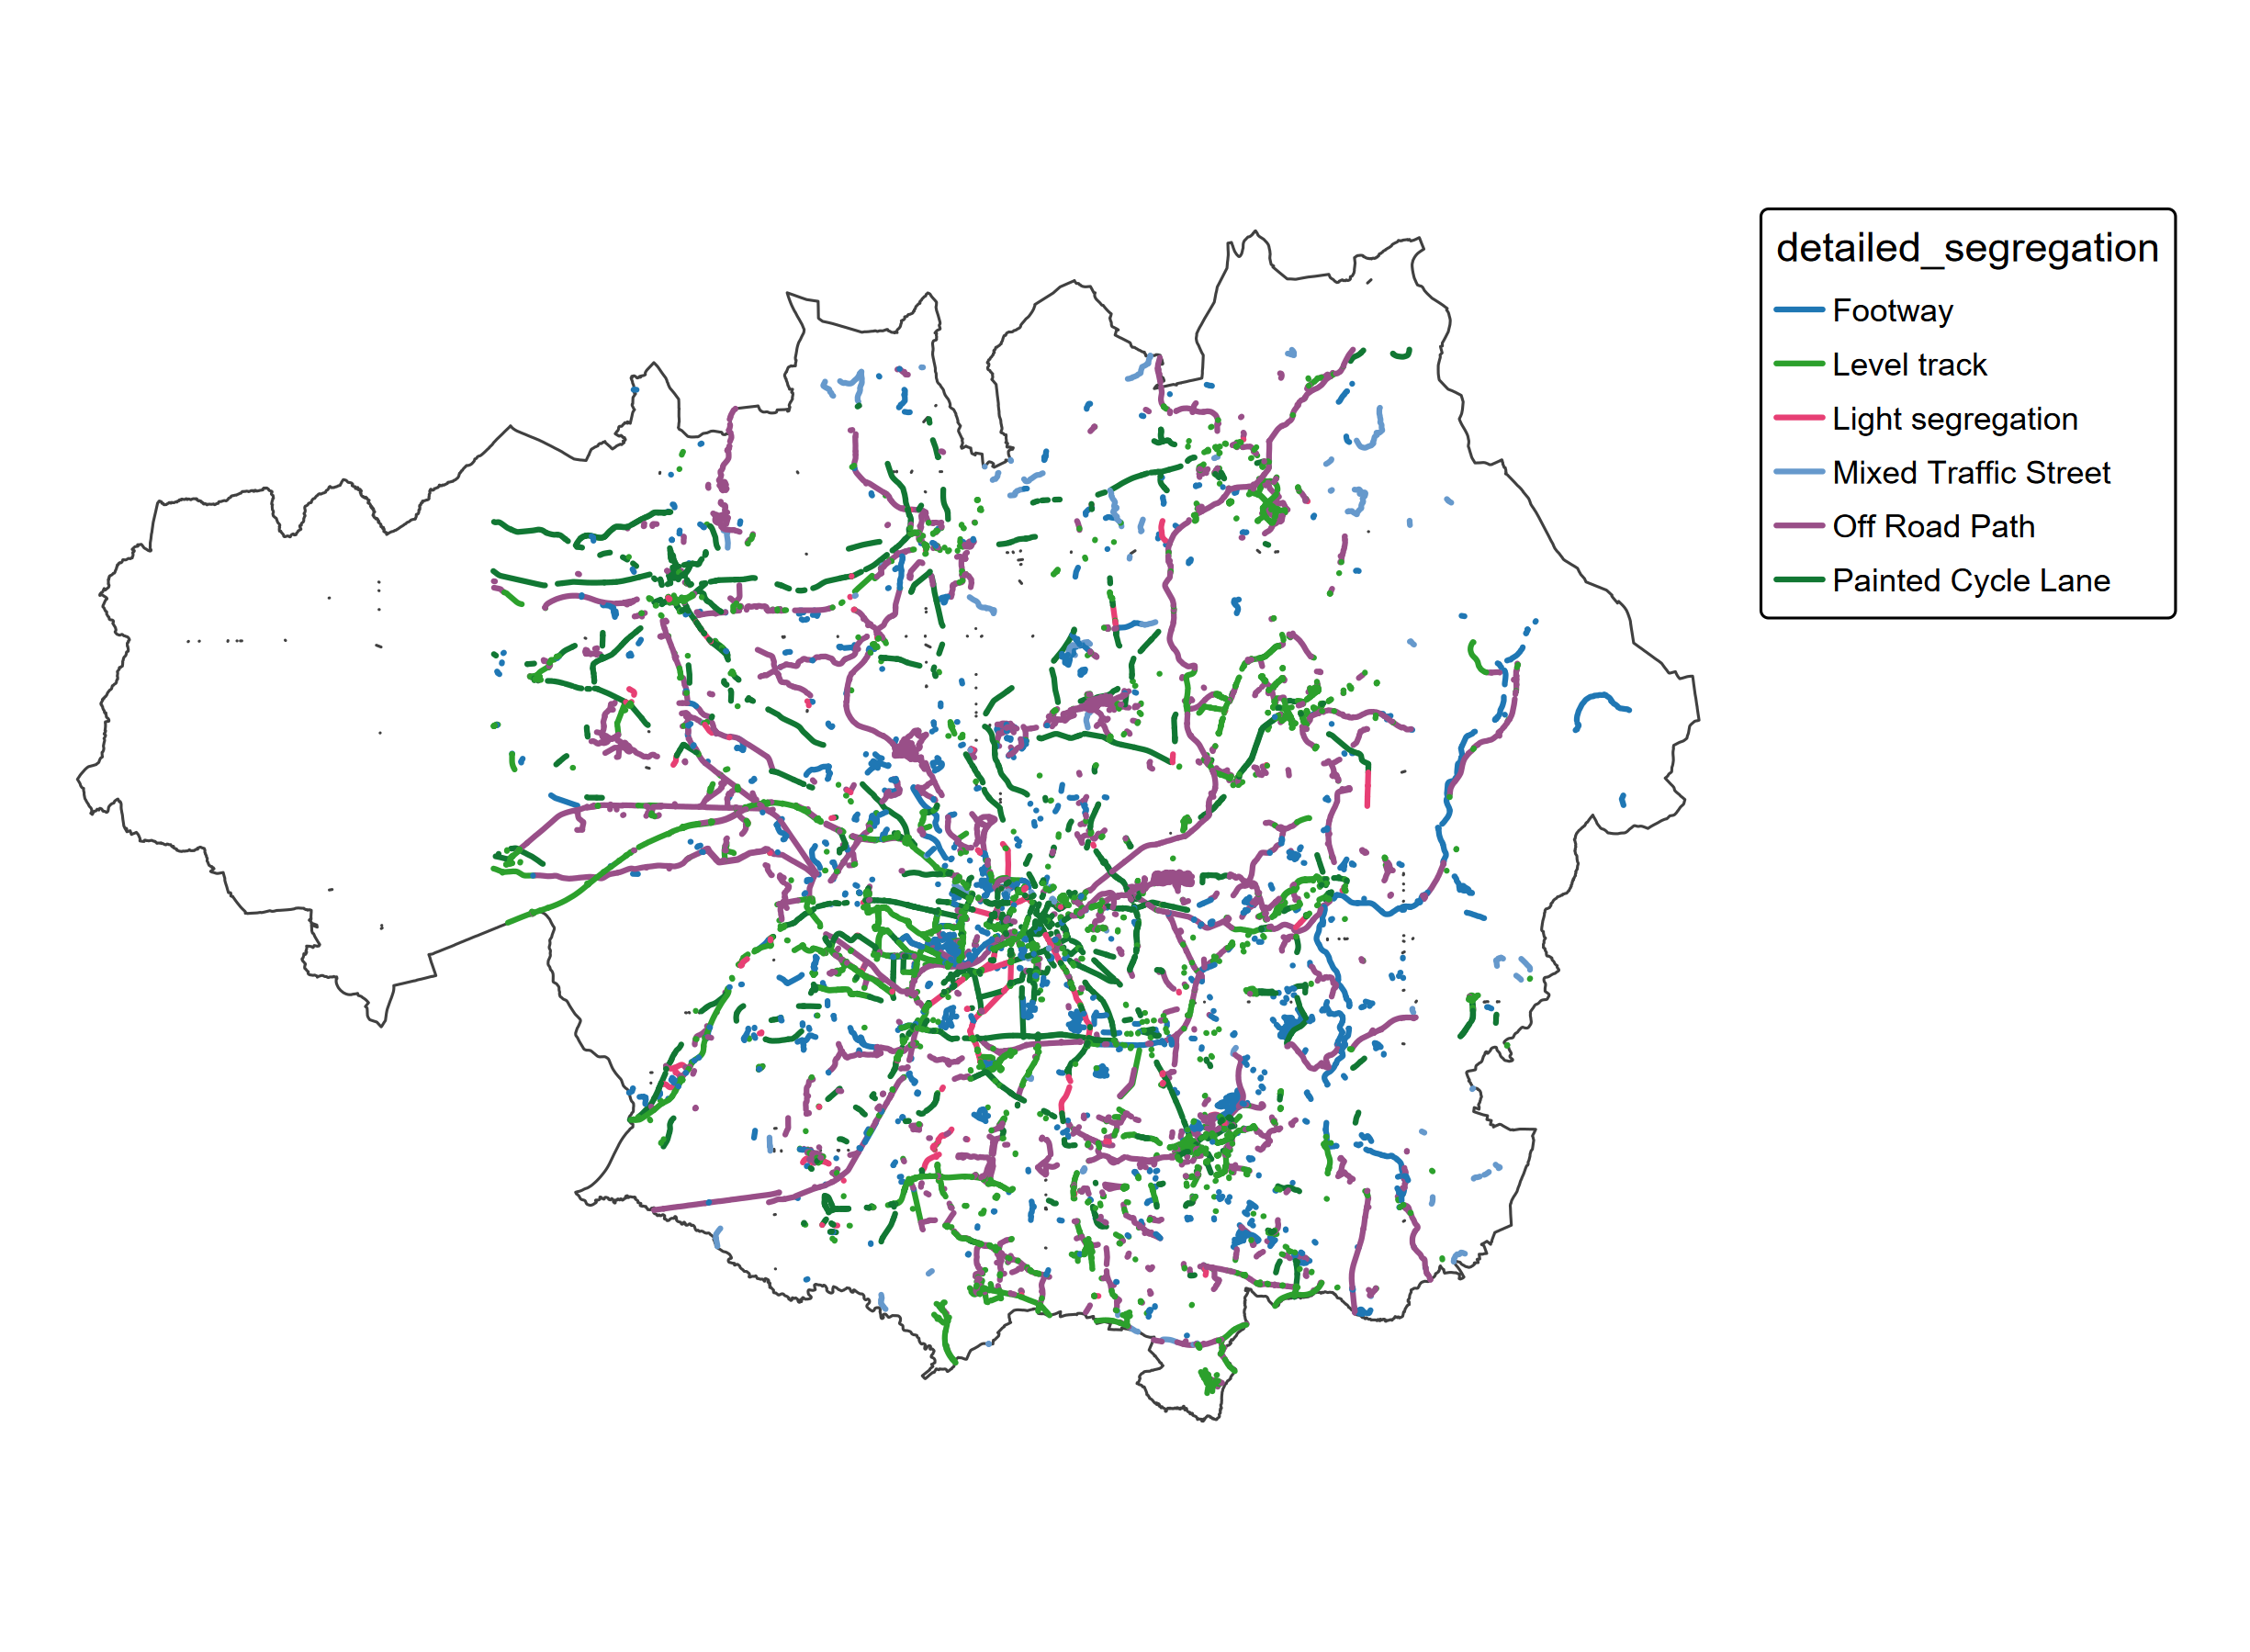 detailed_segregation
Footway
Level track
Light segregation
Mixed Traffic Street
Off Road Path
Painted Cycle Lane